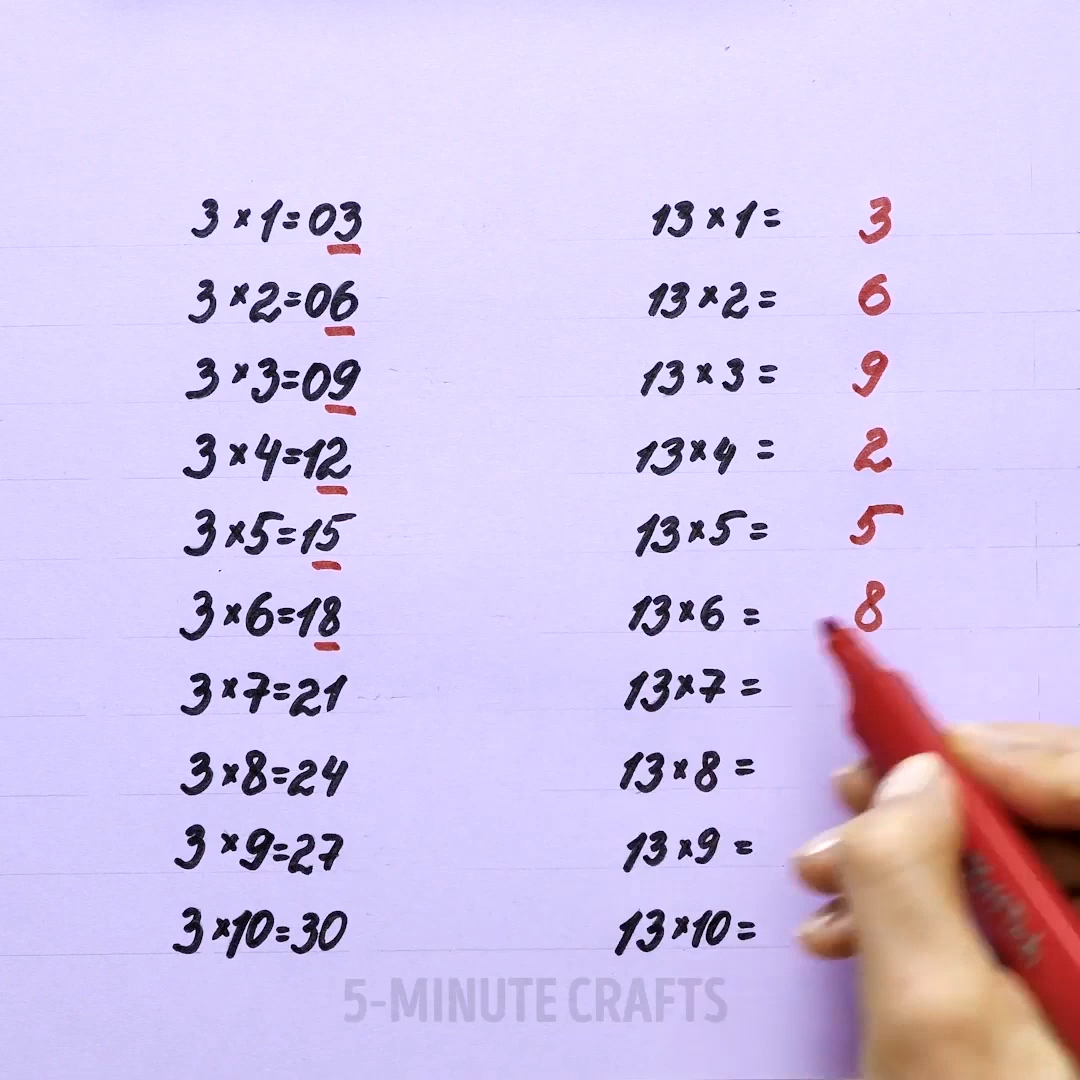 3×1=03 13×1= 3
3×2=06 13×2= 6
3×3=09 13×3= 9
3×4=12 13×4= 2
3×5=15 13×5= 5
3×6=18 13×6= 8
3×7=21 13×7=
3×8=24 13×8=
3×9=27 13×9=
3×10=30 13×10=
5-MINUTE CRAFTS